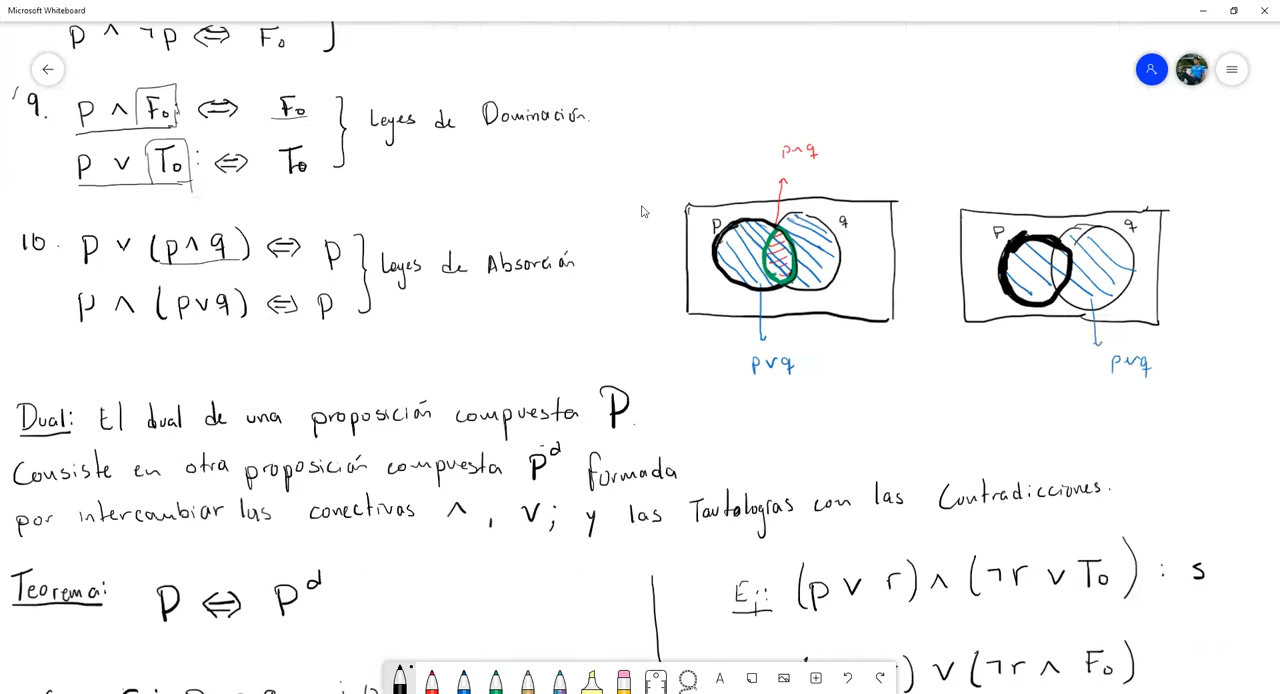 Microsoft Whiteboard
p ∧ ¬p ⇔ F₀
9. p ∧ F₀ ⇔ F₀
p ∨ T₀ : ⇔ T₀
Leyes de Dominación.
10. p ∨ (p ∧ q) ⇔ p
p ∧ (p ∨ q) ⇔ p
Leyes de Absorción
p∧q
p q
p∨q
p q
p∨q
Dual: El dual de una proposición compuesta P.
Consiste en otra proposición compuesta Pᵈ formada
por intercambiar las conectivas ∧, ∨; y las Tautologías con las Contradicciones.
Teorema: P ⇔ Pᵈ
Ej: (p ∨ r) ∧ (¬r ∨ T₀) : s
) ∨ (¬r ∧ F₀)